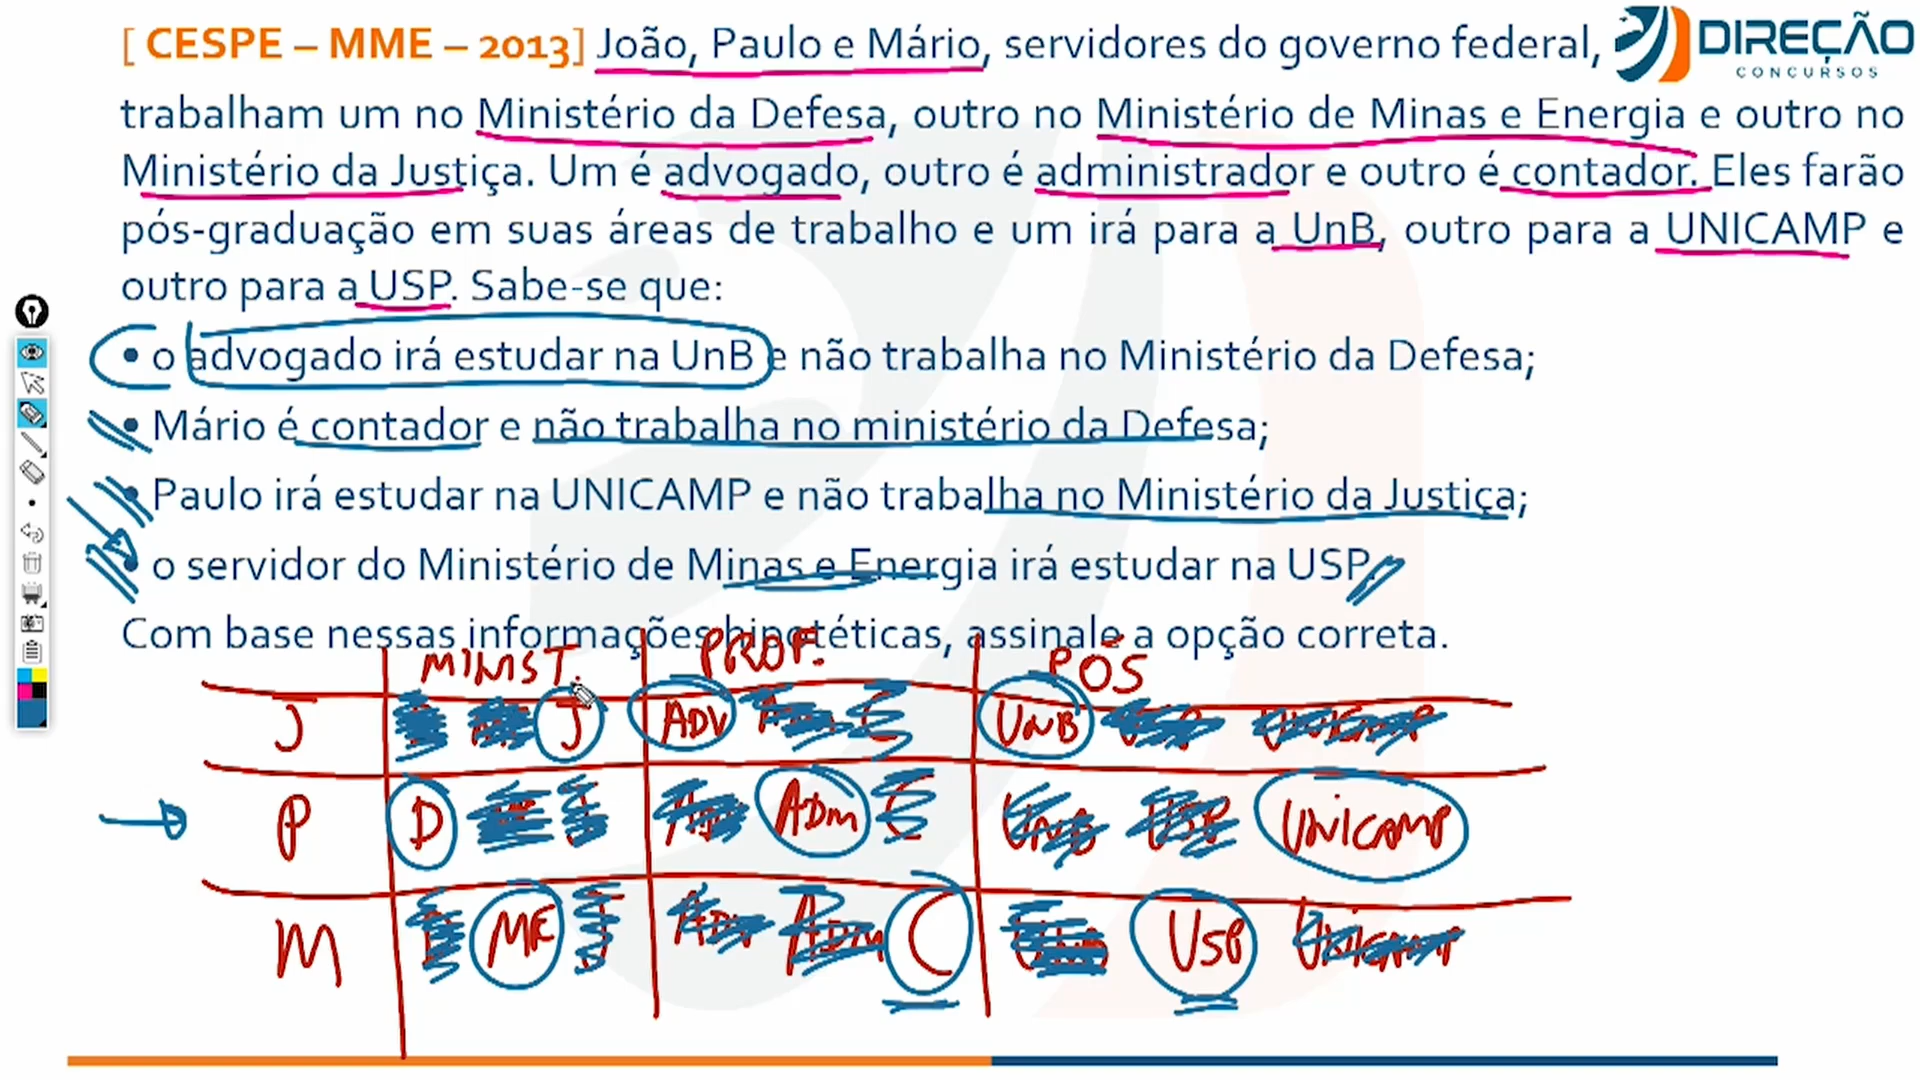 [ CESPE – MME – 2013] João, Paulo e Mário, servidores do governo federal,
DIREÇÃO
CONCURSOS
trabalham um no Ministério da Defesa, outro no Ministério de Minas e Energia e outro no
Ministério da Justiça. Um é advogado, outro é administrador e outro é contador. Eles farão
pós-graduação em suas áreas de trabalho e um irá para a UnB, outro para a UNICAMP e
outro para a USP. Sabe-se que:
• o advogado irá estudar na UnB e não trabalha no Ministério da Defesa;
• Mário é contador e não trabalha no ministério da Defesa;
• Paulo irá estudar na UNICAMP e não trabalha no Ministério da Justiça;
• o servidor do Ministério de Minas e Energia irá estudar na USP
Com base nessas informações hipotéticas, assinale a opção correta.
MINIST. PROF. PÓS
J J ADV UNB
P D ADM UNICAMP
M ME C USP